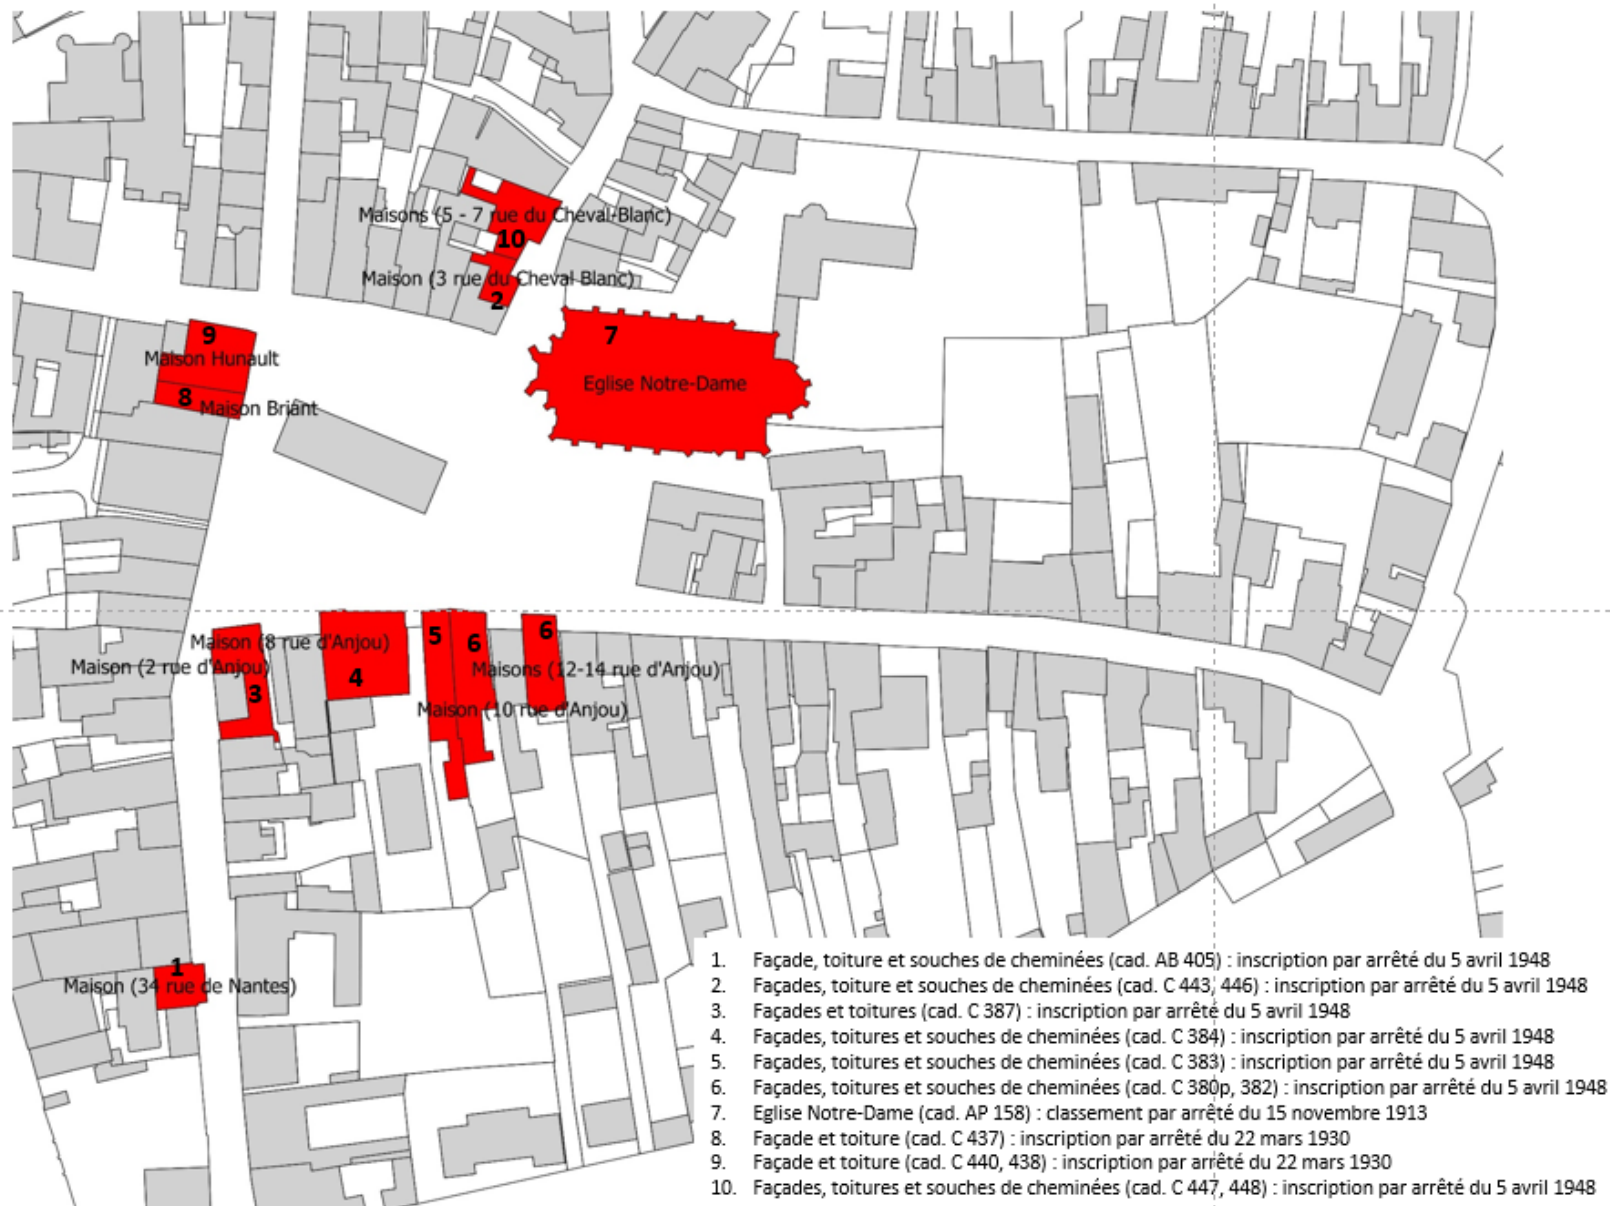 Maisons (5 - 7 rue du Cheval-Blanc)
10
Maison (3 rue du Cheval Blanc)
2
9
Maison Hunault
8
Maison Briant
7
Eglise Notre-Dame
Maison (8 rue d'Anjou)
Maison (2 rue d'Anjou)
3
4
5
6
6
Maisons (12-14 rue d'Anjou)
Maison (10 rue d'Anjou)
1
Maison (34 rue de Nantes)
1. Façade, toiture et souches de cheminées (cad. AB 405) : inscription par arrêté du 5 avril 1948
2. Façades, toiture et souches de cheminées (cad. C 443, 446) : inscription par arrêté du 5 avril 1948
3. Façades et toitures (cad. C 387) : inscription par arrêté du 5 avril 1948
4. Façades, toitures et souches de cheminées (cad. C 384) : inscription par arrêté du 5 avril 1948
5. Façades, toitures et souches de cheminées (cad. C 383) : inscription par arrêté du 5 avril 1948
6. Façades, toitures et souches de cheminées (cad. C 380p, 382) : inscription par arrêté du 5 avril 1948
7. Eglise Notre-Dame (cad. AP 158) : classement par arrêté du 15 novembre 1913
8. Façade et toiture (cad. C 437) : inscription par arrêté du 22 mars 1930
9. Façade et toiture (cad. C 440, 438) : inscription par arrêté du 22 mars 1930
10. Façades, toitures et souches de cheminées (cad. C 447, 448) : inscription par arrêté du 5 avril 1948